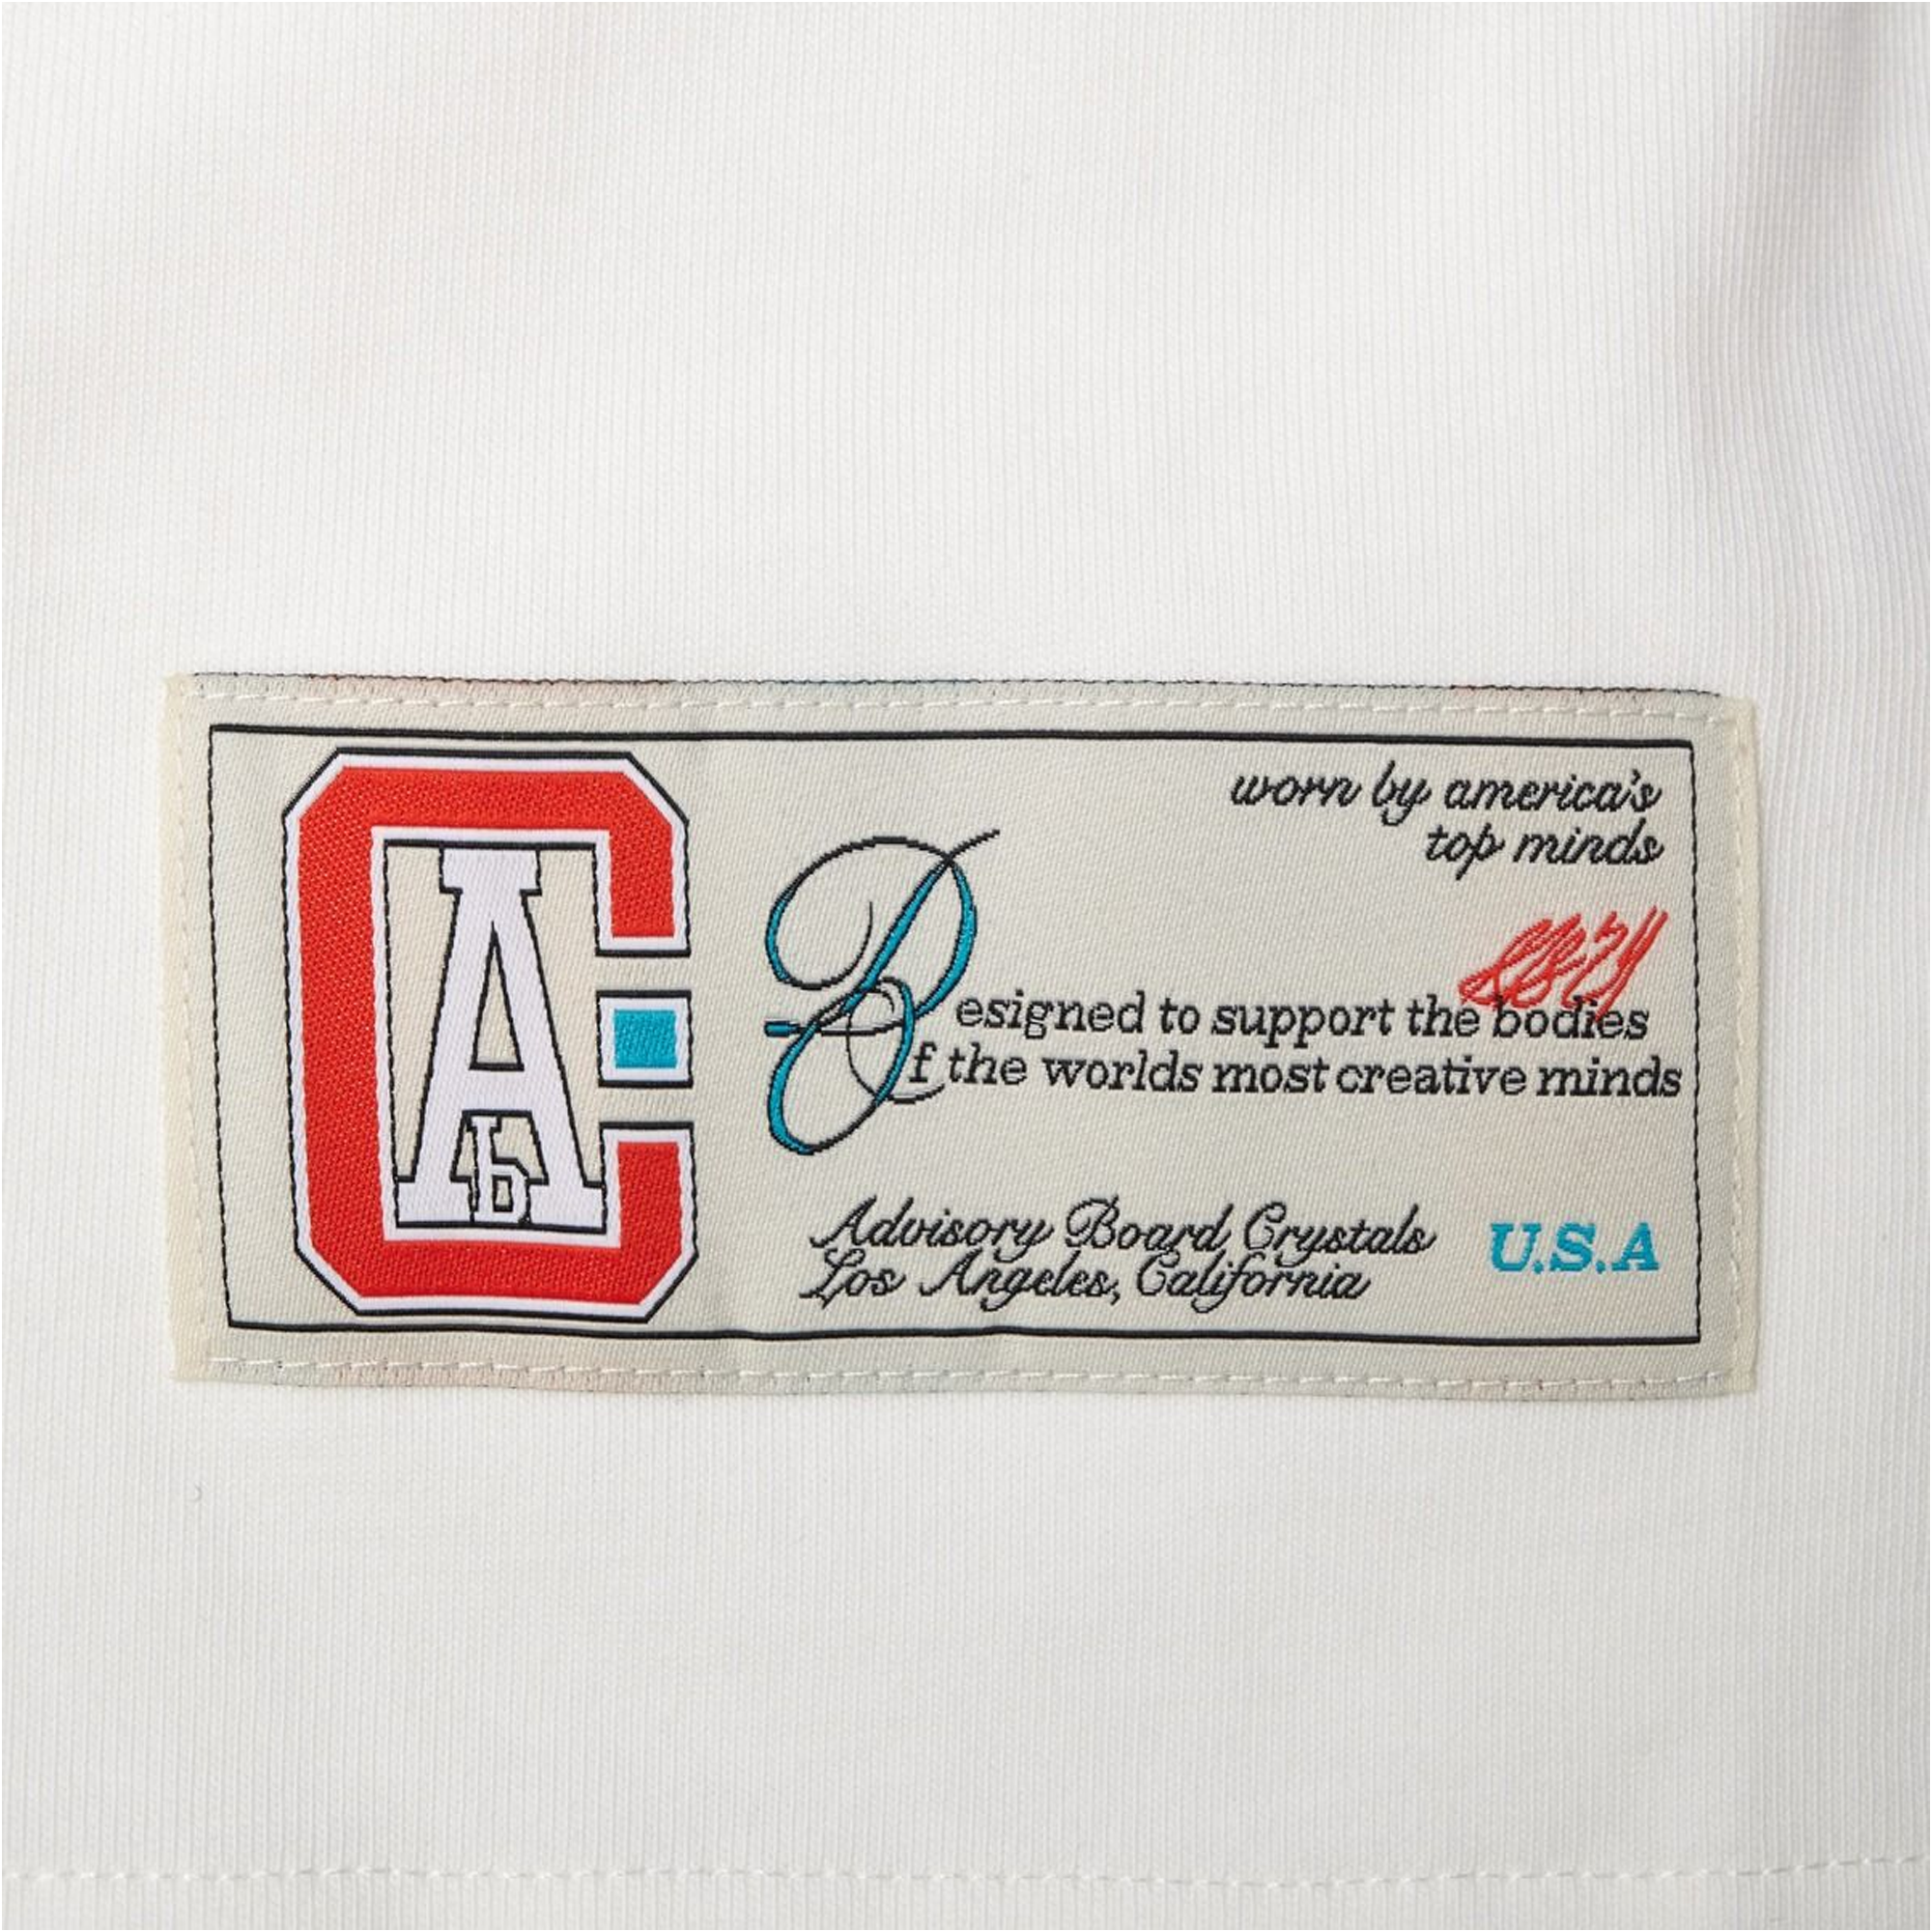 CAb
worn by america's
top minds
Designed to support the bodies
Of the worlds most creative minds
Advisory Board Crystals
Los Angeles, California
U.S.A